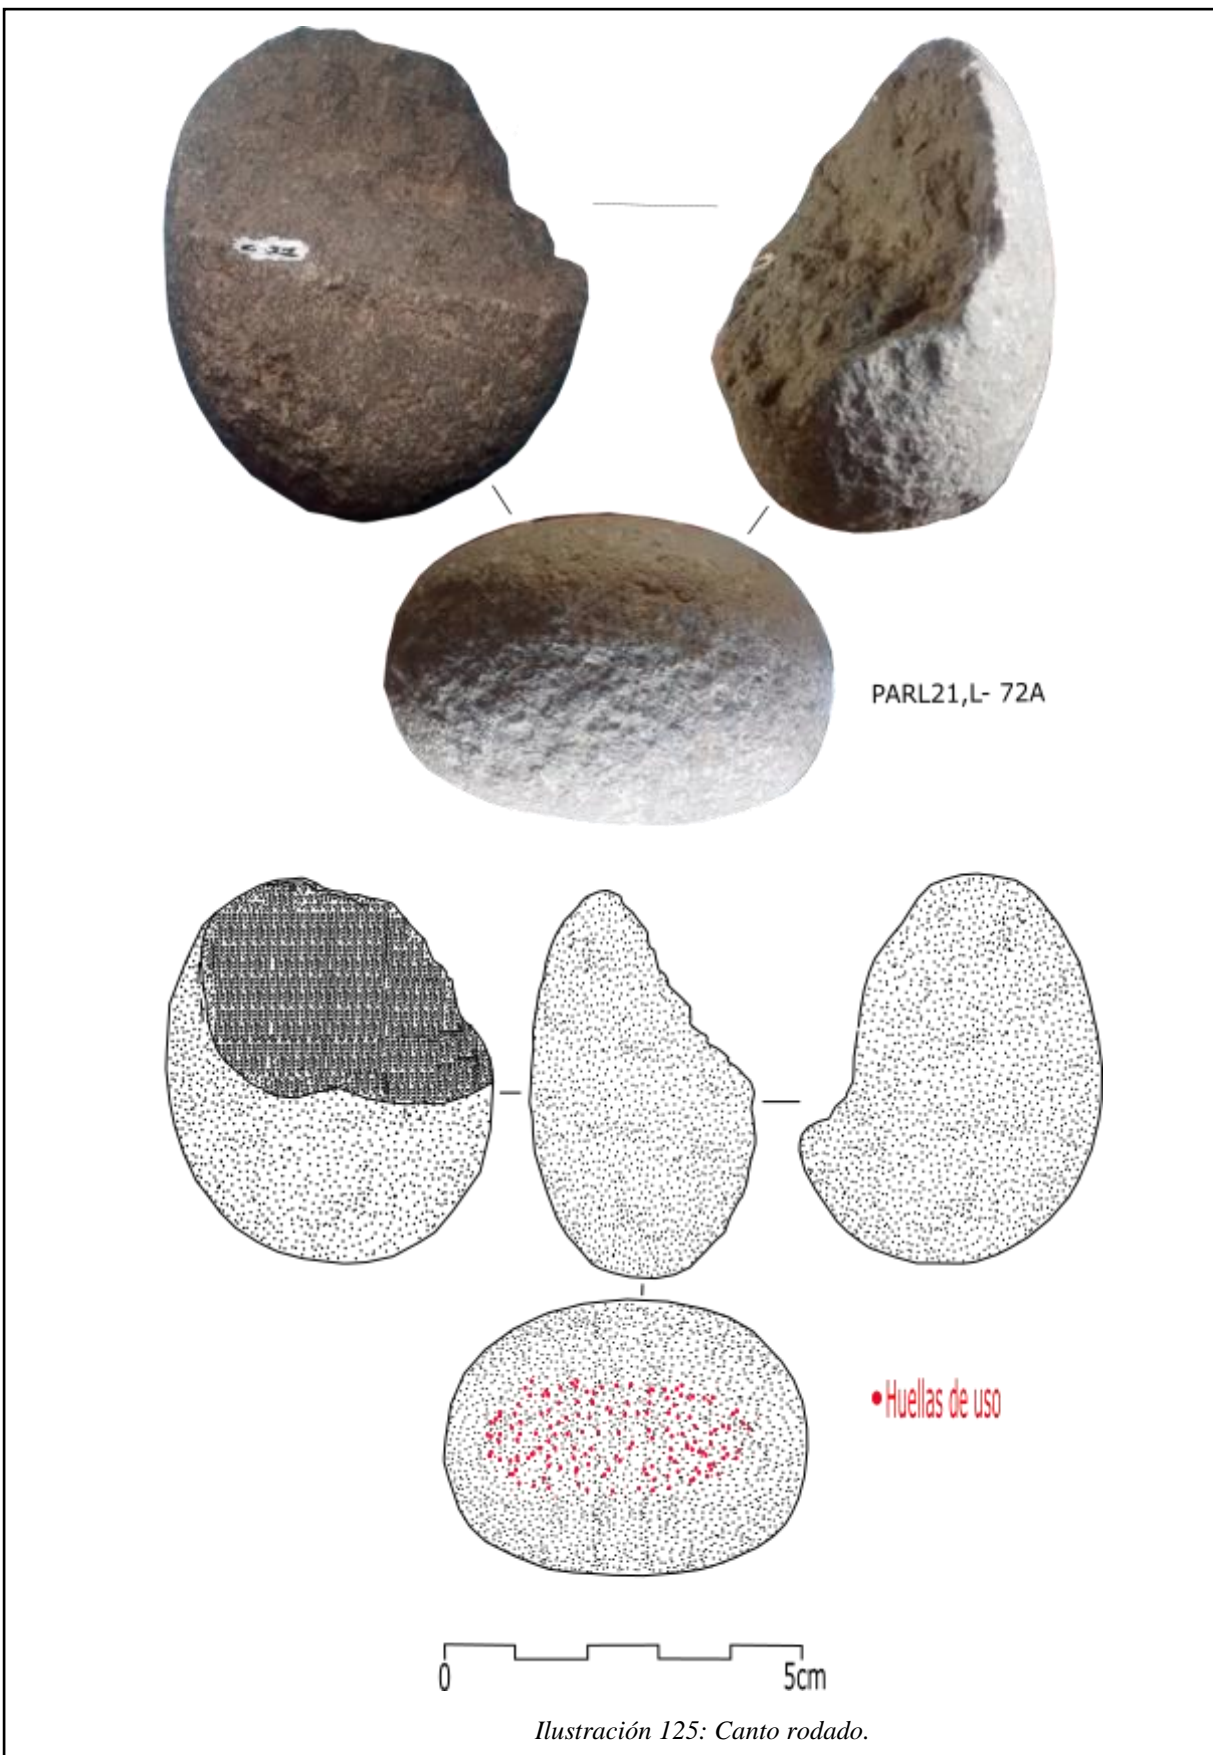 PARL21,L- 72A
•Huellas de uso
0 5cm
Ilustración 125: Canto rodado.